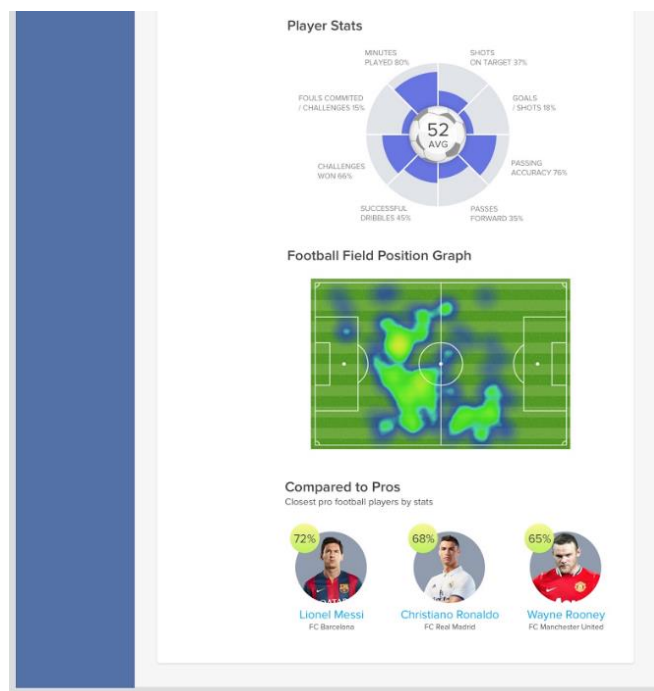 Player Stats
MINUTES
PLAYED 80%
SHOTS
ON TARGET 37%
FOULS COMMITED
/ CHALLENGES 15%
GOALS
/ SHOTS 18%
52
AVG
CHALLENGES
WON 66%
PASSING
ACCURACY 76%
SUCCESSFUL
DRIBBLES 45%
PASSES
FORWARD 35%
Football Field Position Graph
Compared to Pros
Closest pro football players by stats
72%
68%
65%
Lionel Messi
Christiano Ronaldo
Wayne Rooney
FC Barcelona
FC Real Madrid
FC Manchester United